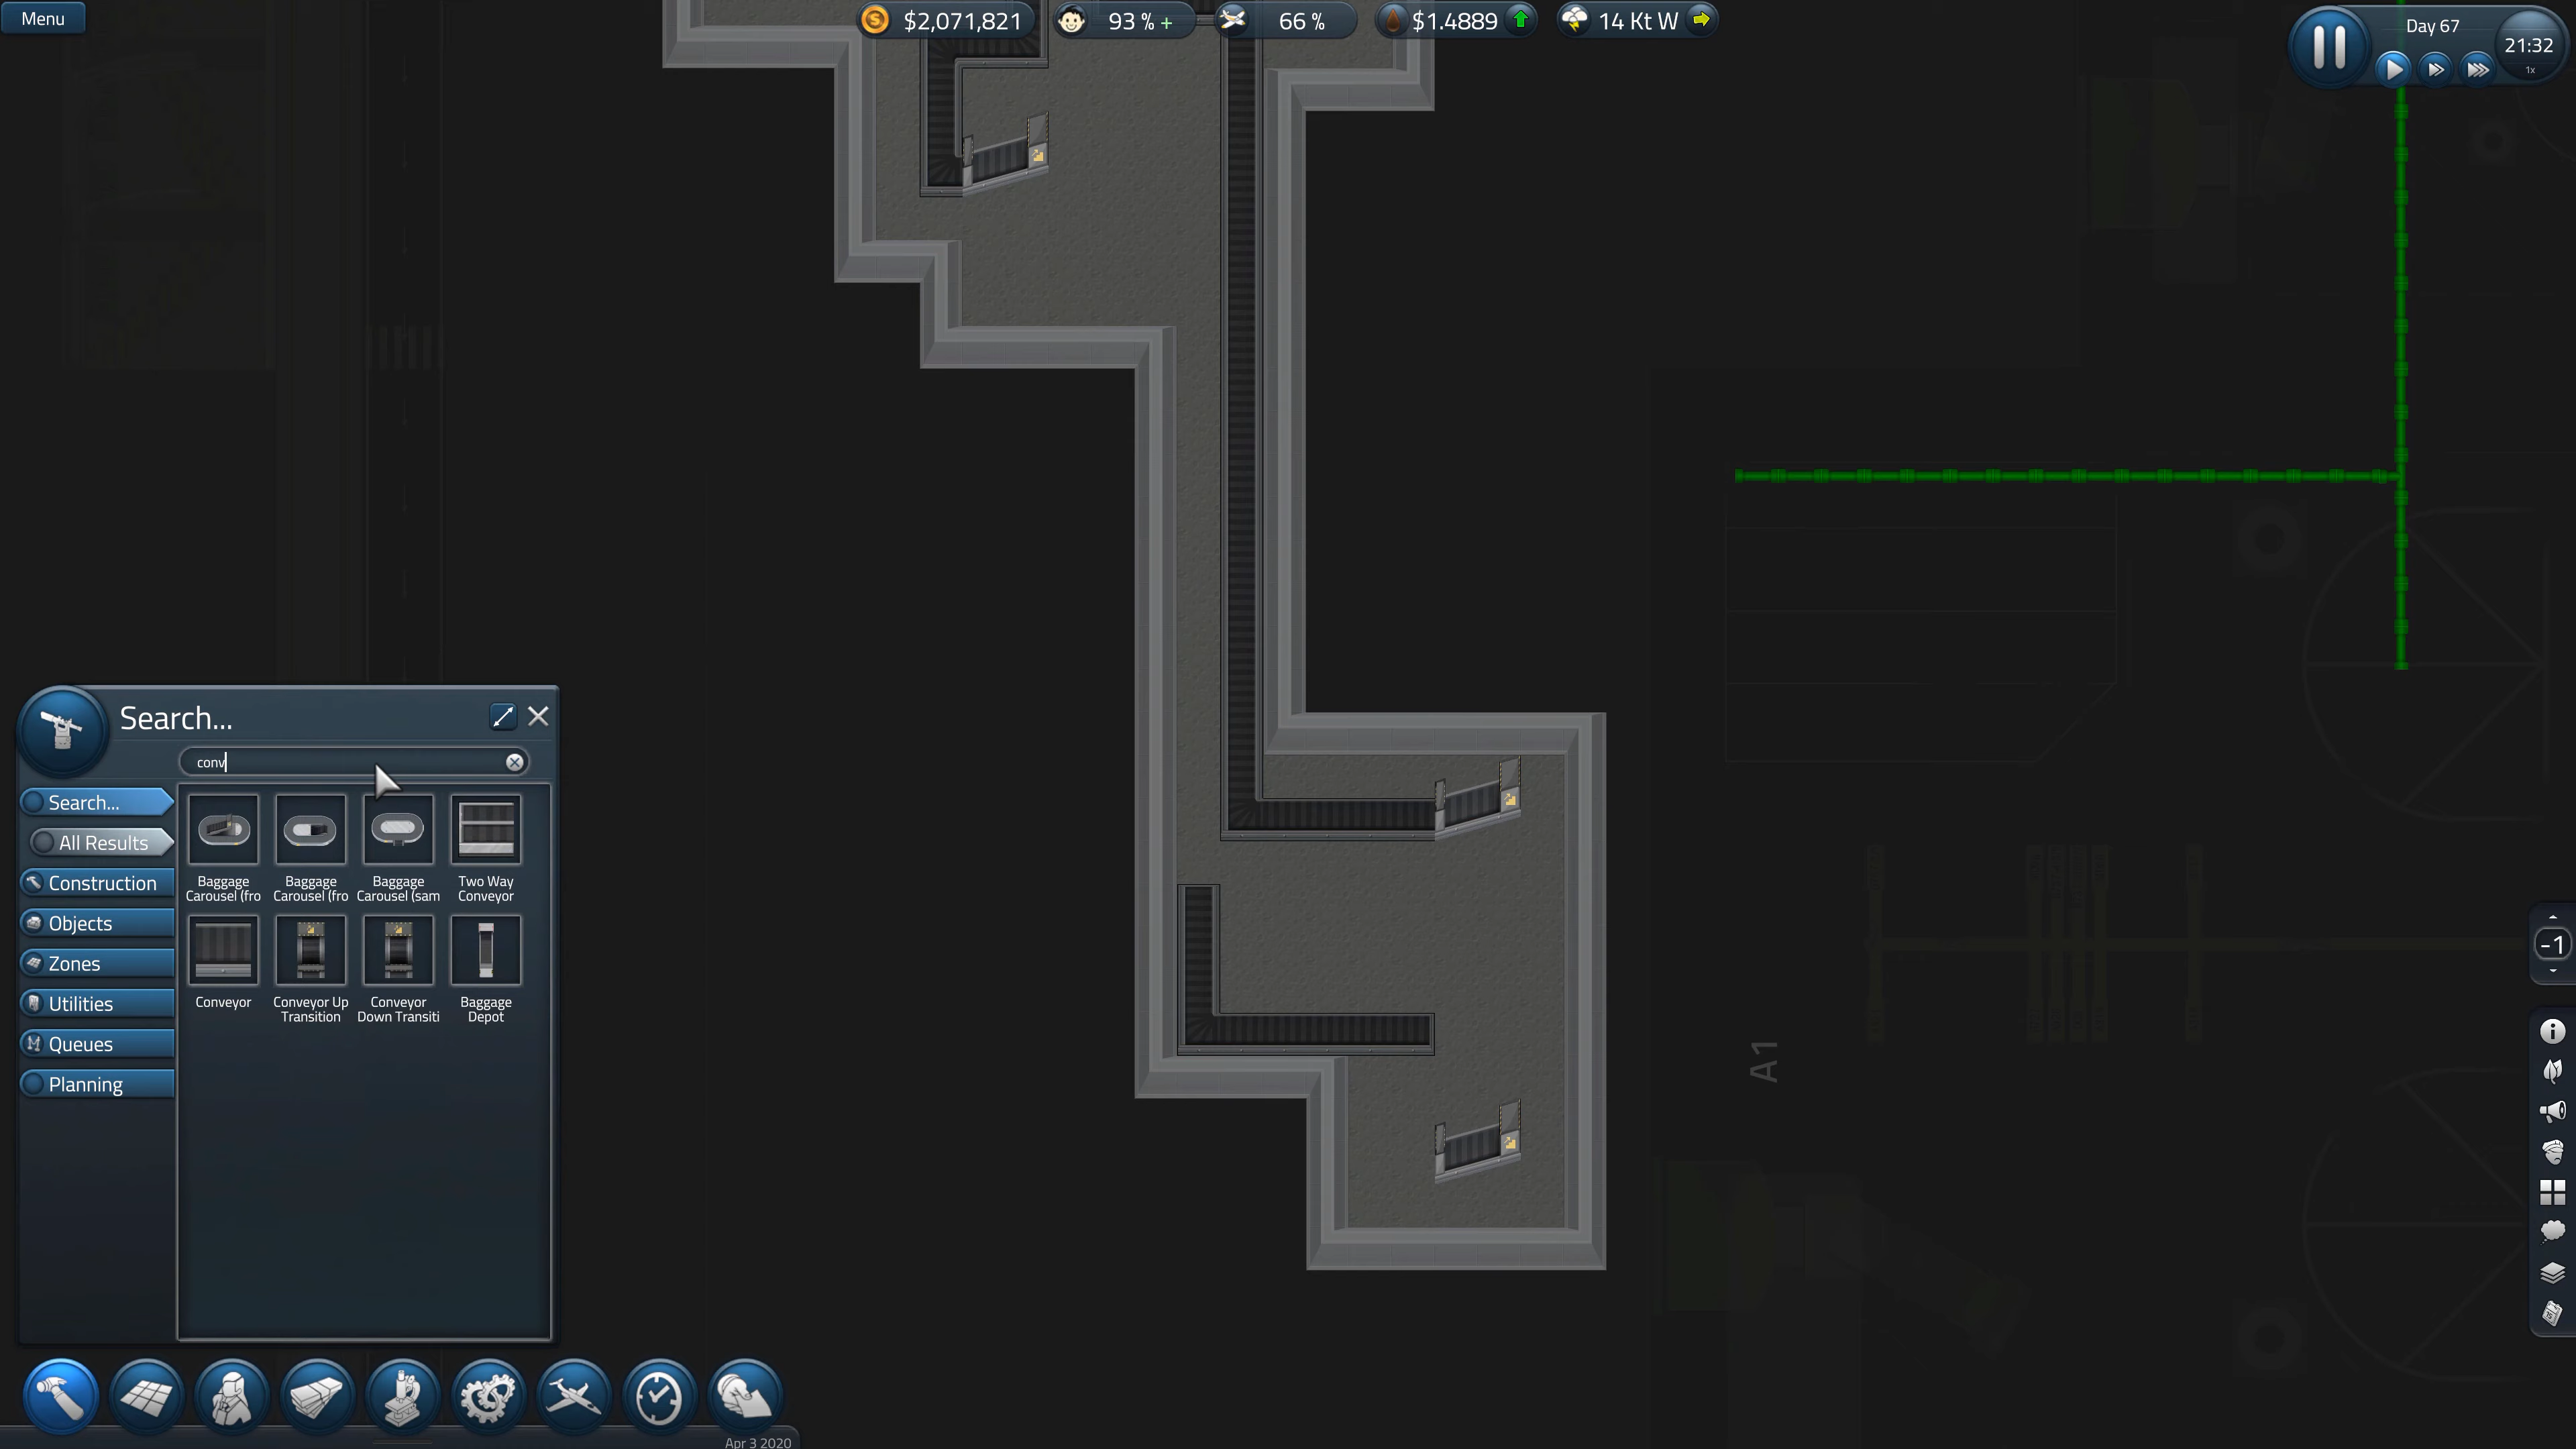 Menu
$2,071,821
93 % +
66 %
$1.4889
14 Kt W
Day 67
21:32
1x
Search...
conv
Search...
All Results
Construction
Objects
Zones
Utilities
Queues
Planning
Baggage
Carousel (fro
Baggage
Carousel (fro
Baggage
Carousel (sam
Two Way
Conveyor
Conveyor
Conveyor Up
Transition
Conveyor
Down Transiti
Baggage
Depot
-1
A1
Apr 3 2020